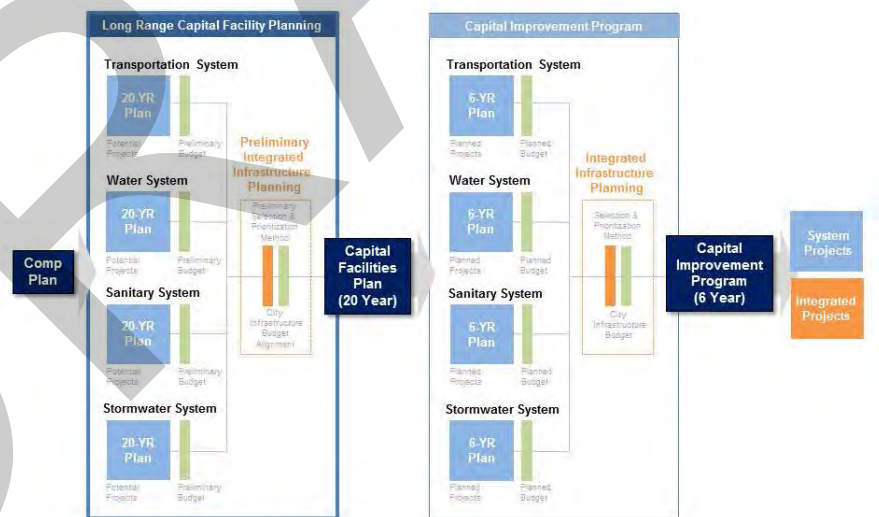 Long Range Capital Facility Planning
Transportation System
20-YR
Plan
Potential
Projects
Preliminary
Budget
Water System
20-YR
Plan
Potential
Projects
Preliminary
Budget
Sanitary System
20-YR
Plan
Potential
Projects
Preliminary
Budget
Stormwater System
20-YR
Plan
Potential
Projects
Preliminary
Budget
Preliminary
Integrated
Infrastructure
Planning
Preliminary
Selection &
Prioritization
Method
City
Infrastructure
Budget
Alignment
Comp
Plan
Capital
Facilities
Plan
(20 Year)
Capital Improvement Program
Transportation System
6-YR
Plan
Planned
Projects
Planned
Budget
Water System
6-YR
Plan
Planned
Projects
Planned
Budget
Sanitary System
6-YR
Plan
Planned
Projects
Planned
Budget
Stormwater System
6-YR
Plan
Planned
Projects
Planned
Budget
Integrated
Infrastructure
Planning
Selection &
Prioritization
Method
City
Infrastructure
Budget
Capital
Improvement
Program
(6 Year)
System
Projects
Integrated
Projects